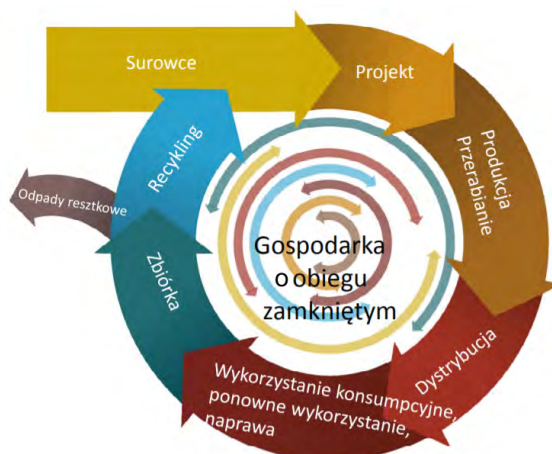 Surowce
Projekt
Produkcja
Przerabianie
Dystrybucja
Wykorzystanie konsumpcyjne,
ponowne wykorzystanie,
naprawa
Zbiórka
Recykling
Odpady resztkowe
Gospodarka
o obiegu
zamkniętym